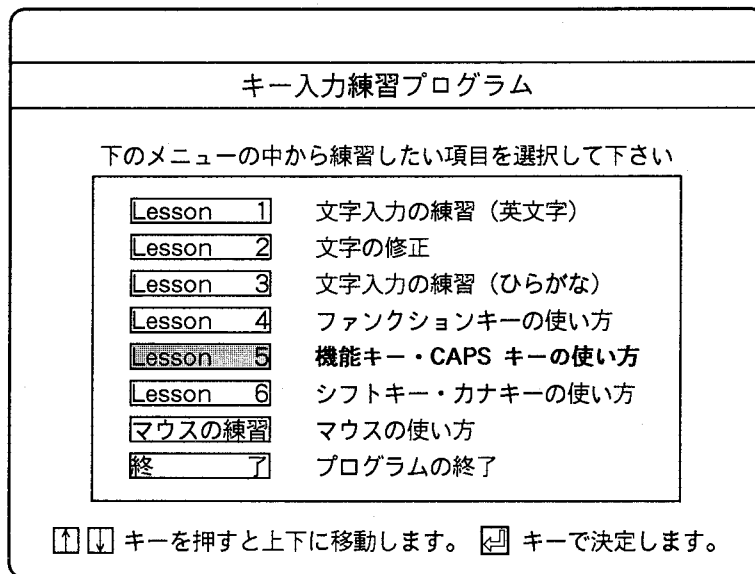 キー入力練習プログラム
下のメニューの中から練習したい項目を選択して下さい
Lesson 1 文字入力の練習（英文字）
Lesson 2 文字の修正
Lesson 3 文字入力の練習（ひらがな）
Lesson 4 ファンクションキーの使い方
Lesson 5 機能キー・CAPS キーの使い方
Lesson 6 シフトキー・カナキーの使い方
マウスの練習 マウスの使い方
終 了 プログラムの終了
↑ ↓ キーを押すと上下に移動します。 ↵ キーで決定します。